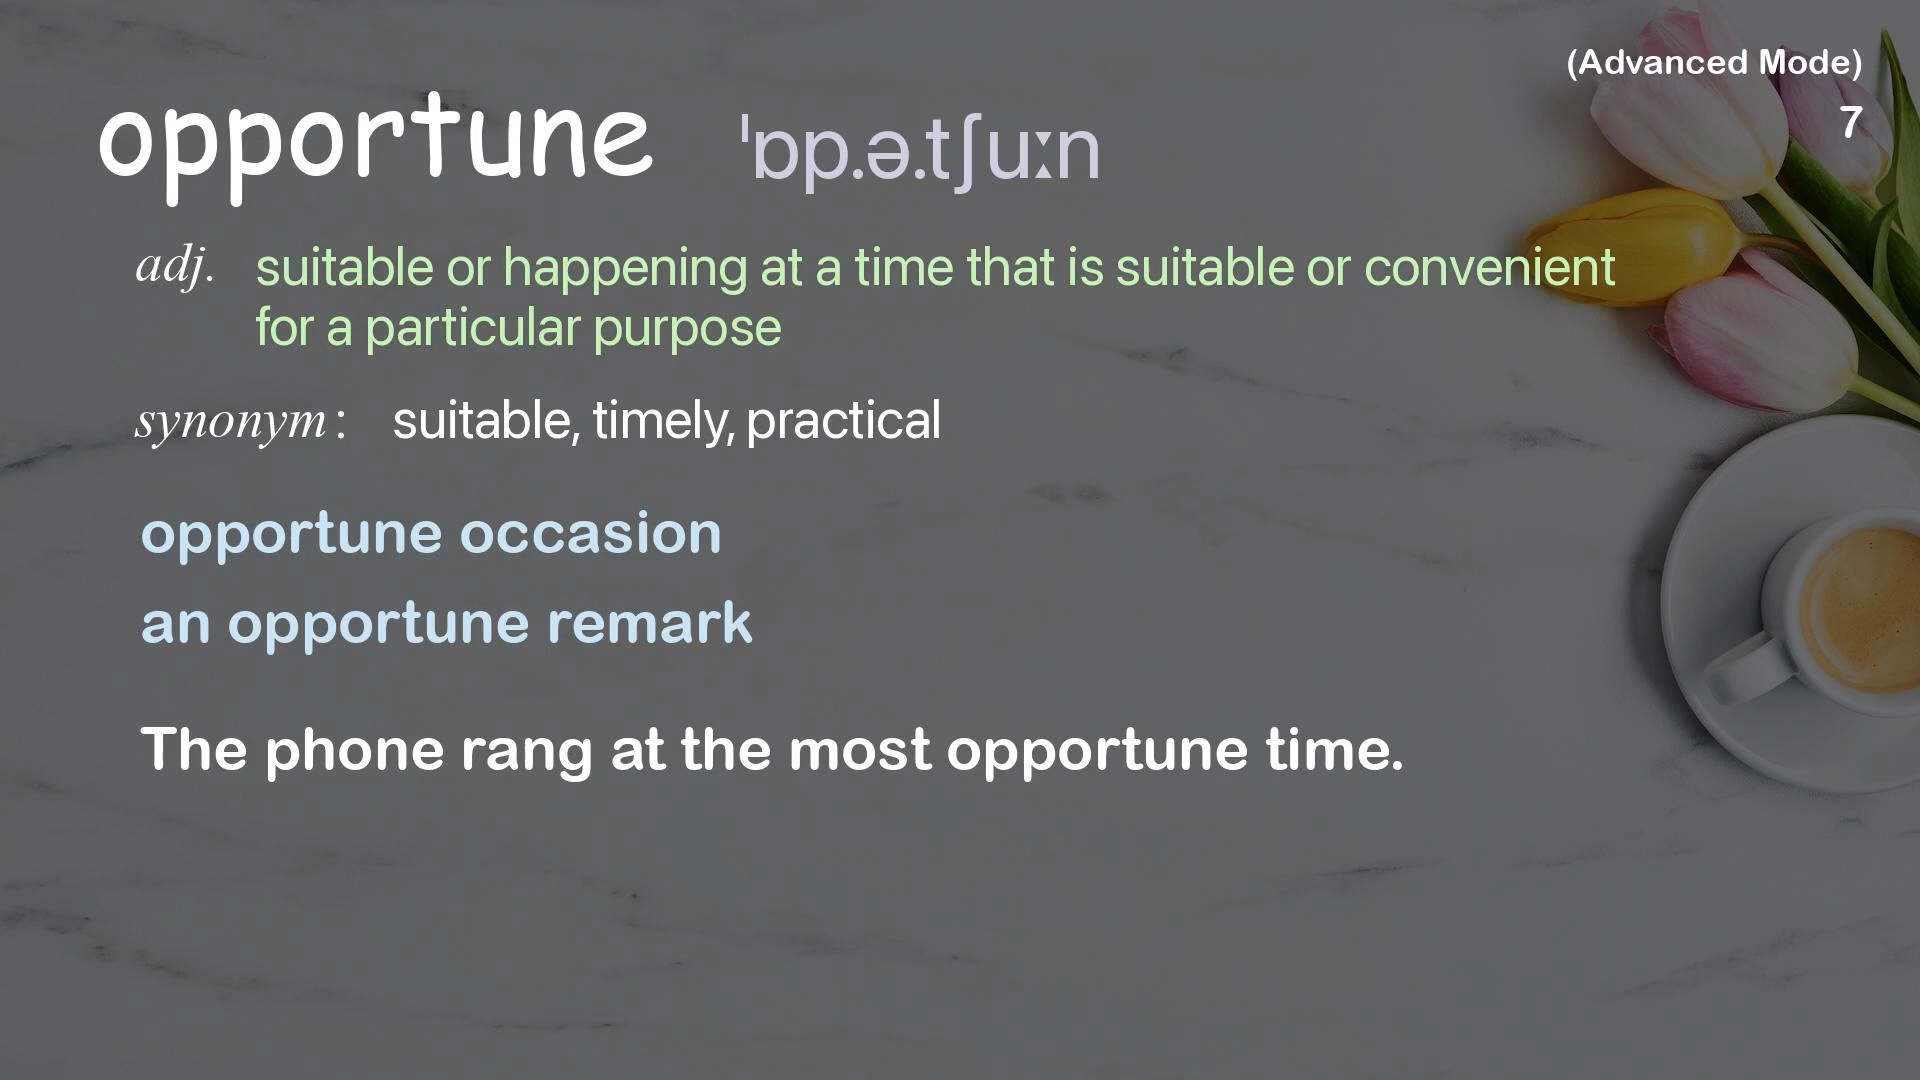 (Advanced Mode)
7
opportune ˈɒp.ə.tʃuːn
adj. suitable or happening at a time that is suitable or convenient
for a particular purpose
synonym: suitable, timely, practical
opportune occasion
an opportune remark
The phone rang at the most opportune time.